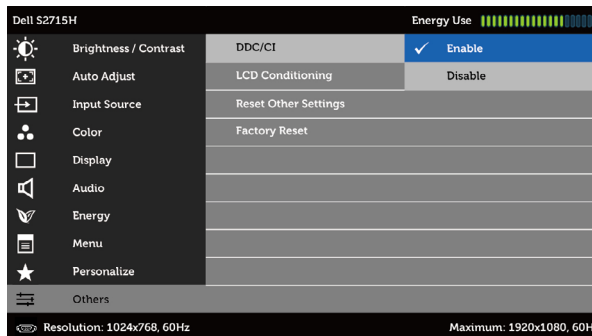 Dell S2715H
Energy Use
Brightness / Contrast
DDC/CI
Enable
Auto Adjust
LCD Conditioning
Disable
Input Source
Reset Other Settings
Color
Factory Reset
Display
Audio
Energy
Menu
Personalize
Others
Resolution: 1024x768, 60Hz
Maximum: 1920x1080, 60H